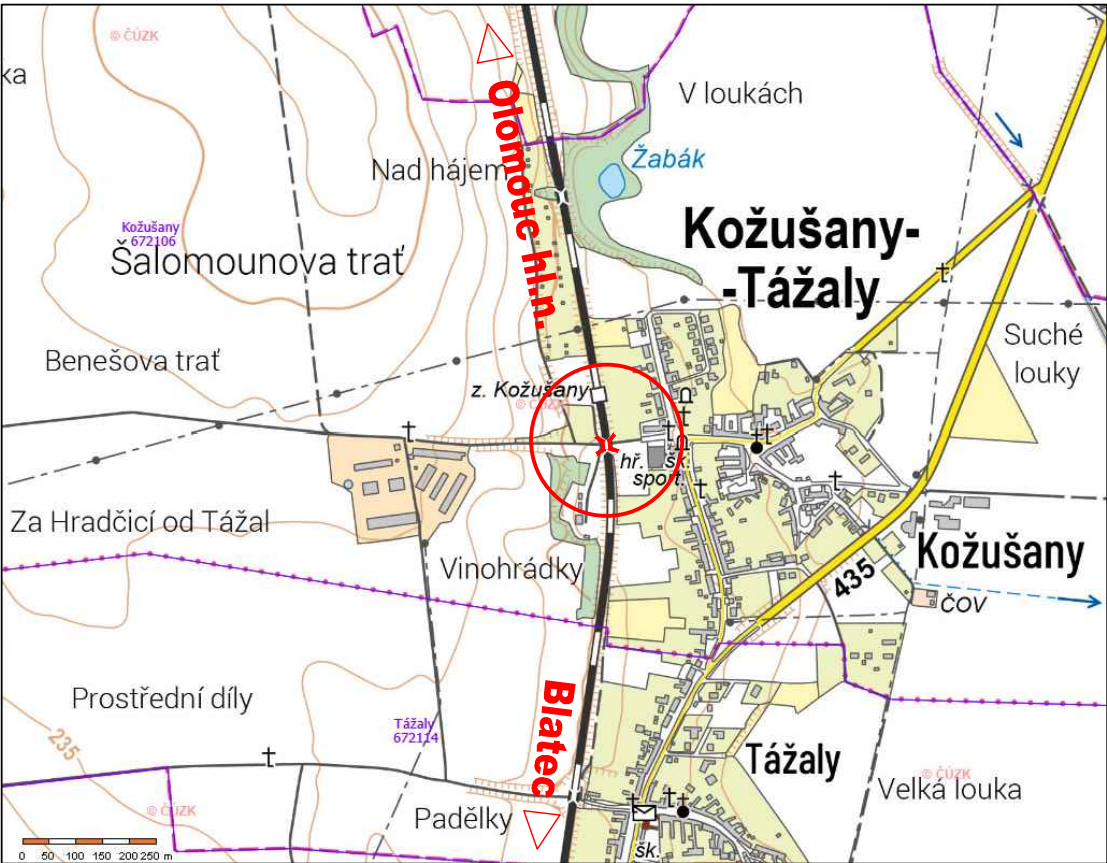 © ČÚZK
ka
V loukách
Olomouc hl.n.
Žabák
Nad hájem
Kožušany
672106
Šalomounova trať
Kožušany-
-Tážaly
Suché
louky
Benešova trať
z. Kožušany
© ČÚZK
hř.
šk.
sport.
Za Hradčicí od Tážal
Vinohrádky
435
Kožušany
ČOV
Prostřední díly
Blatec
Tážaly
672114
235
Tážaly
© ČÚZK
Velká louka
© ČÚZK
Padělky
šk.
0 50 100 150 200 250 m